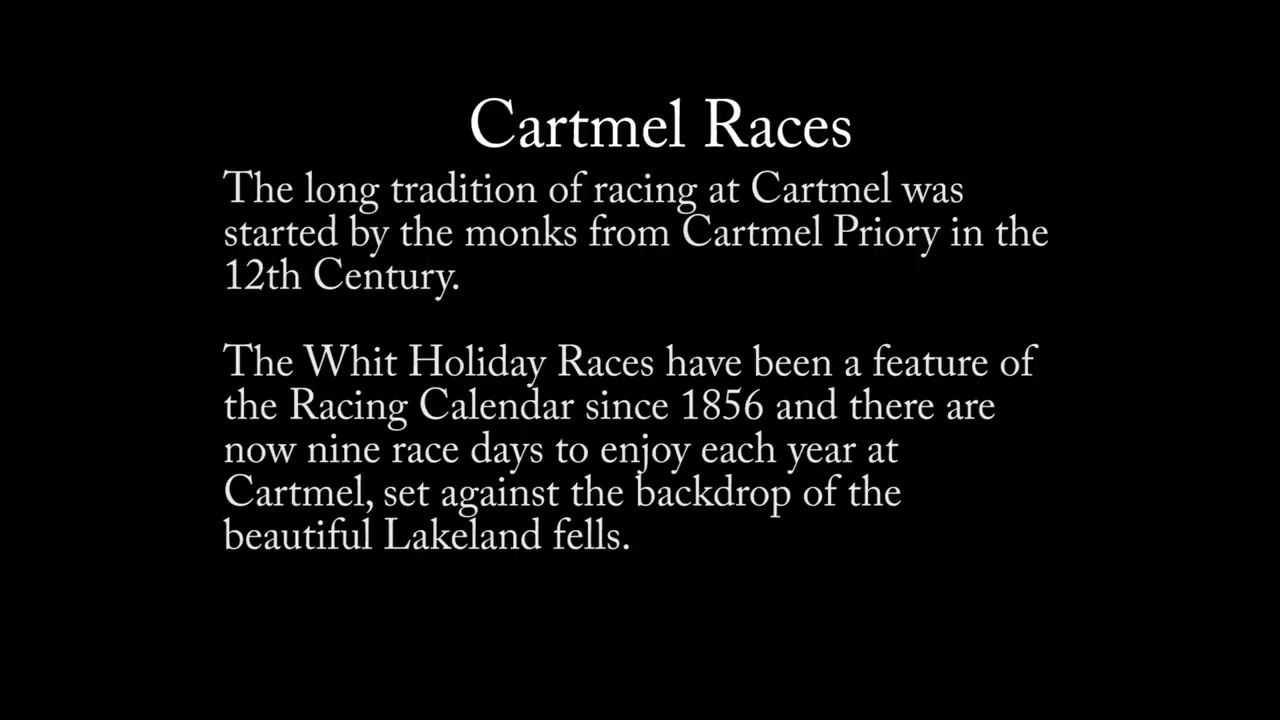 Cartmel Races
The long tradition of racing at Cartmel was
started by the monks from Cartmel Priory in the
12th Century.
The Whit Holiday Races have been a feature of
the Racing Calendar since 1856 and there are
now nine race days to enjoy each year at
Cartmel, set against the backdrop of the
beautiful Lakeland fells.